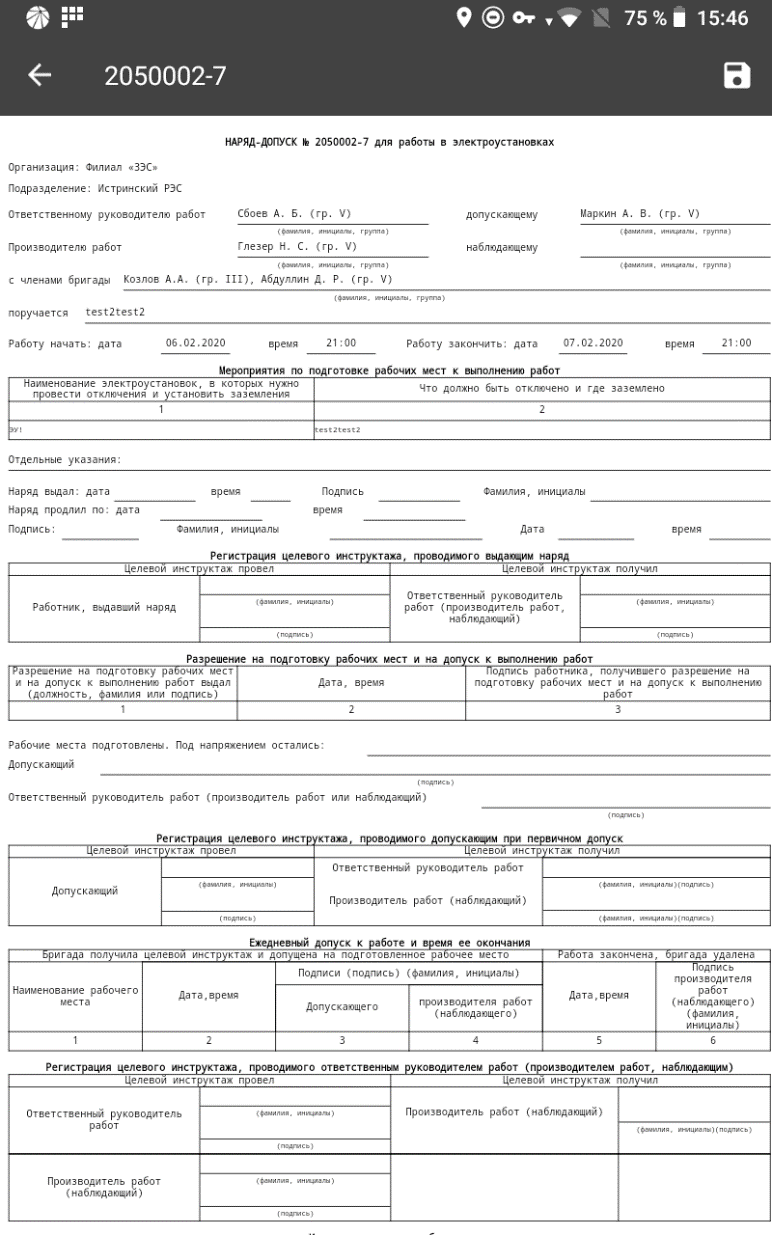 75 % 15:46
2050002-7
НАРЯД-ДОПУСК № 2050002-7 для работы в электроустановках
Организация: Филиал «ЗЭС»
Подразделение: Истринский РЭС
Ответственному руководителю работ Сбоев А. Б. (гр. V) допускающему Маркин А. В. (гр. V)
(фамилия, инициалы, группа) (фамилия, инициалы, группа)
Производителю работ Глезер Н. С. (гр. V) наблюдающему
(фамилия, инициалы, группа) (фамилия, инициалы, группа)
с членами бригады Козлов А.А. (гр. III), Абдуллин Д. Р. (гр. V)
(фамилия, инициалы, группа)
поручается test2test2
Работу начать: дата 06.02.2020 время 21:00 Работу закончить: дата 07.02.2020 время 21:00
Мероприятия по подготовке рабочих мест к выполнению работ
Наименование электроустановок, в которых нужно
провести отключения и установить заземления
Что должно быть отключено и где заземлено
1 2
ЭУ! test2test2
Отдельные указания:
Наряд выдал: дата время Подпись Фамилия, инициалы
Наряд продлил по: дата время
Подпись: Фамилия, инициалы Дата время
Регистрация целевого инструктажа, проводимого выдающим наряд
Целевой инструктаж провел Целевой инструктаж получил
Работник, выдавший наряд
(фамилия, инициалы)
(подпись)
Ответственный руководитель
работ (производитель работ,
наблюдающий)
(фамилия, инициалы)
(подпись)
Разрешение на подготовку рабочих мест и на допуск к выполнению работ
Разрешение на подготовку рабочих мест
и на допуск к выполнению работ выдал
(должность, фамилия или подпись)
Дата, время
Подпись работника, получившего разрешение на
подготовку рабочих мест и на допуск к выполнению
работ
1 2 3
Рабочие места подготовлены. Под напряжением остались:
Допускающий
(подпись)
Ответственный руководитель работ (производитель работ или наблюдающий)
(подпись)
Регистрация целевого инструктажа, проводимого допускающим при первичном допуск
Целевой инструктаж провел Целевой инструктаж получил
Допускающий
(фамилия, инициалы)
(подпись)
Ответственный руководитель работ
(фамилия, инициалы)(подпись)
Производитель работ (наблюдающий)
(фамилия, инициалы)(подпись)
Ежедневный допуск к работе и время ее окончания
Бригада получила целевой инструктаж и допущена на подготовленное рабочее место Работа закончена, бригада удалена
Наименование рабочего
места
Дата,время
Подписи (подпись) (фамилия, инициалы)
Допускающего
производителя работ
(наблюдающего)
Дата,время
Подпись
производителя
работ
(наблюдающего)
(фамилия,
инициалы)
1 2 3 4 5 6
Регистрация целевого инструктажа, проводимого ответственным руководителем работ (производителем работ, наблюдающим)
Целевой инструктаж провел Целевой инструктаж получил
Ответственный руководитель
работ
(фамилия, инициалы)
(подпись)
Производитель работ (наблюдающий)
(фамилия, инициалы)(подпись)
Производитель работ
(наблюдающий)
(фамилия, инициалы)
(подпись)